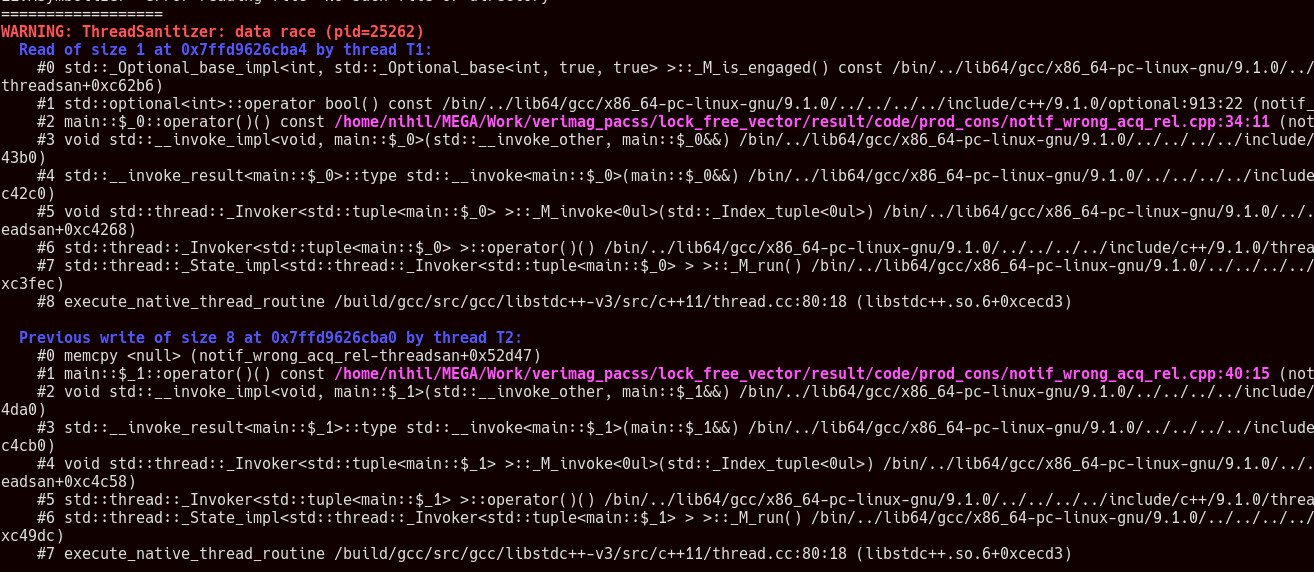 ==================
WARNING: ThreadSanitizer: data race (pid=25262)
Read of size 1 at 0x7ffd9626cba4 by thread T1:
#0 std::_Optional_base_impl<int, std::_Optional_base<int, true, true> >::_M_is_engaged() const /bin/../lib64/gcc/x86_64-pc-linux-gnu/9.1.0/../
threadsan+0xc62b6)
#1 std::optional<int>::operator bool() const /bin/../lib64/gcc/x86_64-pc-linux-gnu/9.1.0/../../../../include/c++/9.1.0/optional:913:22 (notif_
#2 main::$_0::operator()() const /home/nihil/MEGA/Work/verimag_pacss/lock_free_vector/result/code/prod_cons/notif_wrong_acq_rel.cpp:34:11 (not
#3 void std::__invoke_impl<void, main::$_0>(std::__invoke_other, main::$_0&&) /bin/../lib64/gcc/x86_64-pc-linux-gnu/9.1.0/../../../../include/
43b0)
#4 std::__invoke_result<main::$_0>::type std::__invoke<main::$_0>(main::$_0&&) /bin/../lib64/gcc/x86_64-pc-linux-gnu/9.1.0/../../../../include
c42c0)
#5 void std::thread::_Invoker<std::tuple<main::$_0> >::_M_invoke<0ul>(std::_Index_tuple<0ul>) /bin/../lib64/gcc/x86_64-pc-linux-gnu/9.1.0/../.
eadsan+0xc4268)
#6 std::thread::_Invoker<std::tuple<main::$_0> >::operator()() /bin/../lib64/gcc/x86_64-pc-linux-gnu/9.1.0/../../../../include/c++/9.1.0/threa
#7 std::thread::_State_impl<std::thread::_Invoker<std::tuple<main::$_0> > >::_M_run() /bin/../lib64/gcc/x86_64-pc-linux-gnu/9.1.0/../../../../
xc3fec)
#8 execute_native_thread_routine /build/gcc/src/gcc/libstdc++-v3/src/c++11/thread.cc:80:18 (libstdc++.so.6+0xcecd3)
Previous write of size 8 at 0x7ffd9626cba0 by thread T2:
#0 memcpy <null> (notif_wrong_acq_rel-threadsan+0x52d47)
#1 main::$_1::operator()() const /home/nihil/MEGA/Work/verimag_pacss/lock_free_vector/result/code/prod_cons/notif_wrong_acq_rel.cpp:40:15 (not
#2 void std::__invoke_impl<void, main::$_1>(std::__invoke_other, main::$_1&&) /bin/../lib64/gcc/x86_64-pc-linux-gnu/9.1.0/../../../../include/
4da0)
#3 std::__invoke_result<main::$_1>::type std::__invoke<main::$_1>(main::$_1&&) /bin/../lib64/gcc/x86_64-pc-linux-gnu/9.1.0/../../../../include
c4cb0)
#4 void std::thread::_Invoker<std::tuple<main::$_1> >::_M_invoke<0ul>(std::_Index_tuple<0ul>) /bin/../lib64/gcc/x86_64-pc-linux-gnu/9.1.0/../.
eadsan+0xc4c58)
#5 std::thread::_Invoker<std::tuple<main::$_1> >::operator()() /bin/../lib64/gcc/x86_64-pc-linux-gnu/9.1.0/../../../../include/c++/9.1.0/threa
#6 std::thread::_State_impl<std::thread::_Invoker<std::tuple<main::$_1> > >::_M_run() /bin/../lib64/gcc/x86_64-pc-linux-gnu/9.1.0/../../../../
xc49dc)
#7 execute_native_thread_routine /build/gcc/src/gcc/libstdc++-v3/src/c++11/thread.cc:80:18 (libstdc++.so.6+0xcecd3)